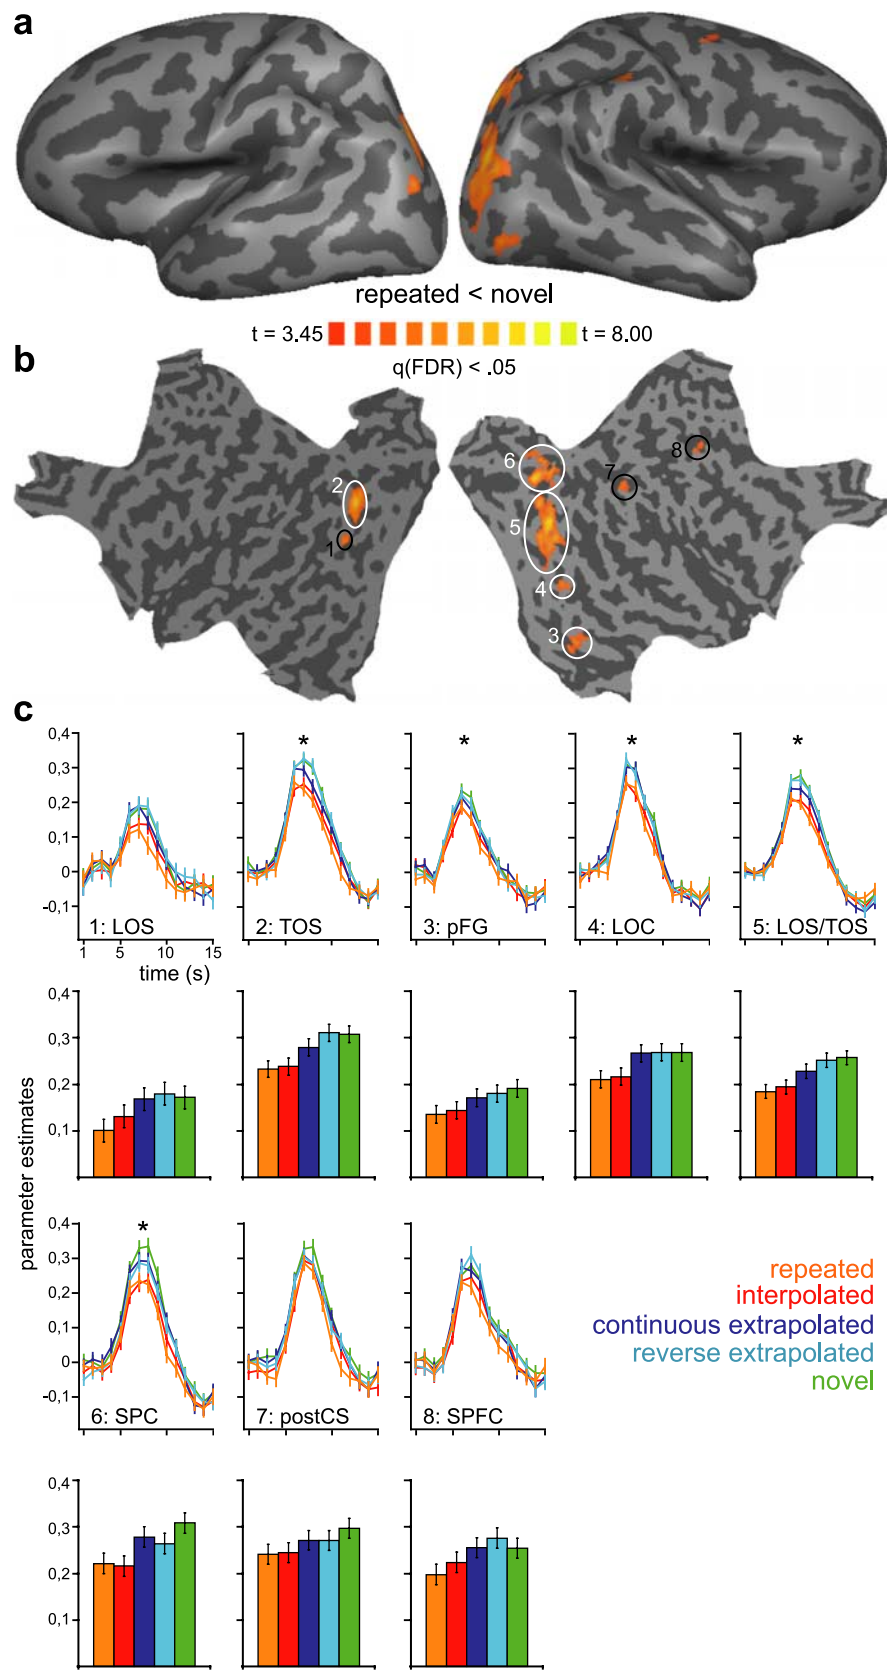 a
repeated < novel
t = 3.45 t = 8.00
q(FDR) < .05
b
8
6
7
2
5
1
4
3
c
0,4
* * * *
0,3
0,2
0,1
0
-0,1
1: LOS 2: TOS 3: pFG 4: LOC 5: LOS/TOS
1 5 10 15
time (s)
0,4
0,3
0,2
0,1
parameter estimates
0,4
*
0,3
0,2
0,1
0
-0,1
6: SPC 7: postCS 8: SPFC
repeated
interpolated
continuous extrapolated
reverse extrapolated
novel
0,4
0,3
0,2
0,1